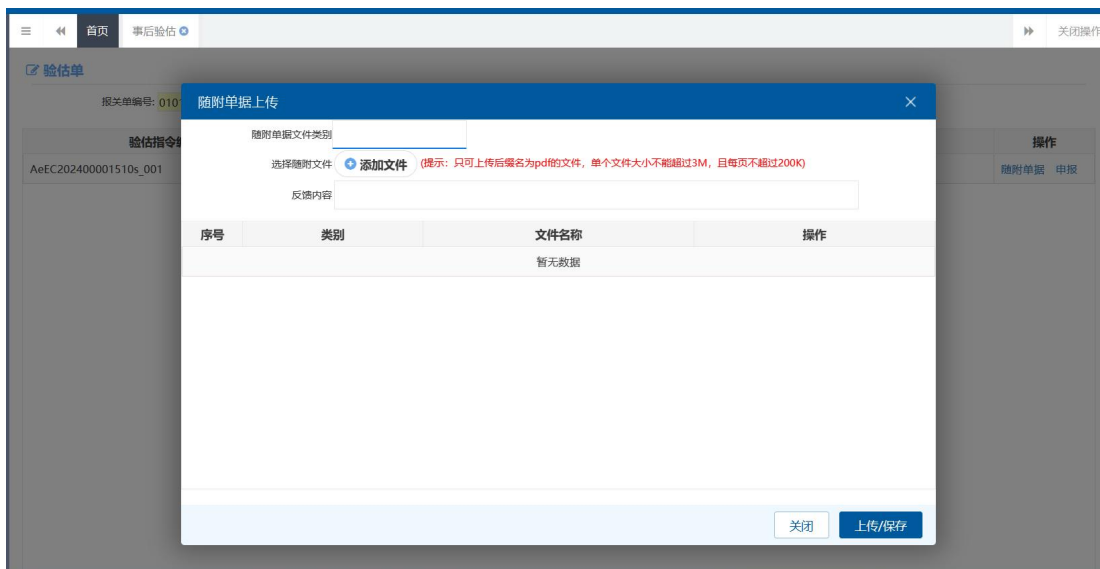 首页 事后验估 关闭操作
验估单
报关单编号: 010
随附单据上传
随附单据文件类别
验估指令 操作
选择随附文件 添加文件 (提示：只可上传后缀名为pdf的文件，单个文件大小不能超过3M，且每页不超过200K)
AeEC202400001510s_001 随附单据 申报
反馈内容
序号 类别 文件名称 操作
暂无数据
关闭 上传/保存